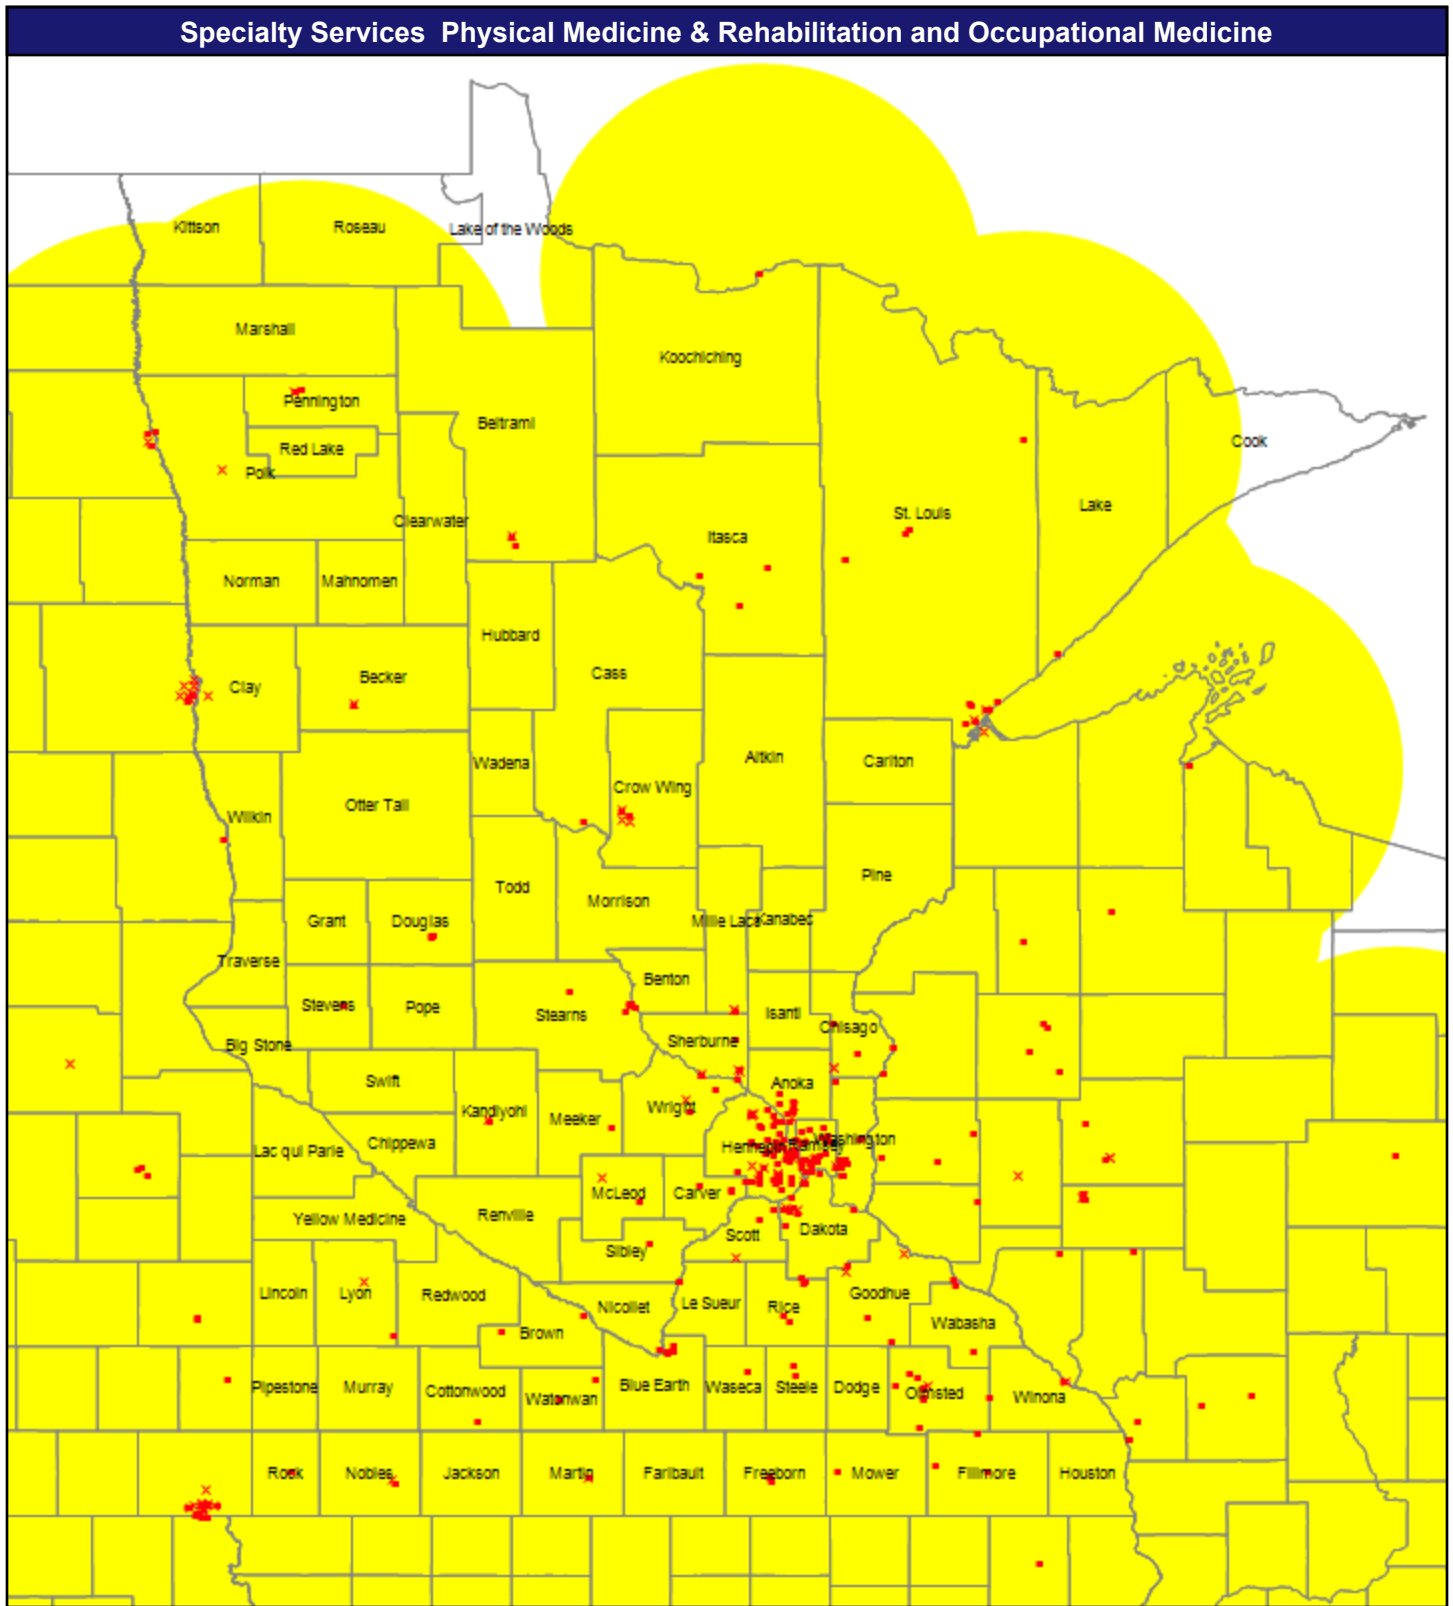 Specialty Services  Physical Medicine & Rehabilitation and Occupational Medicine
Kittson
Roseau
Lake of the Woods
Marshall
Koochiching
Pennington
Beltrami
Red Lake
Polk
Cook
Lake
St. Louis
Clearwater
Itasca
Norman
Mahnomen
Hubbard
Cass
Becker
Clay
Wadena
Aitkin
Carlton
Crow Wing
Otter Tail
Wilkin
Pine
Todd
Morrison
Grant
Douglas
Mille Lacs
Kanabec
Traverse
Benton
Stevens
Pope
Stearns
Isanti
Chisago
Big Stone
Sherburne
Swift
Anoka
Kandiyohi
Meeker
Wright
Chippewa
Lac qui Parle
Hennepin
Ramsey
Washington
McLeod
Carver
Yellow Medicine
Renville
Scott
Dakota
Sibley
Lincoln
Lyon
Redwood
Nicollet
Le Sueur
Rice
Goodhue
Brown
Wabasha
Pipestone
Murray
Cottonwood
Watonwan
Blue Earth
Waseca
Steele
Dodge
Olmsted
Winona
Rock
Nobles
Jackson
Martin
Faribault
Freeborn
Mower
Fillmore
Houston